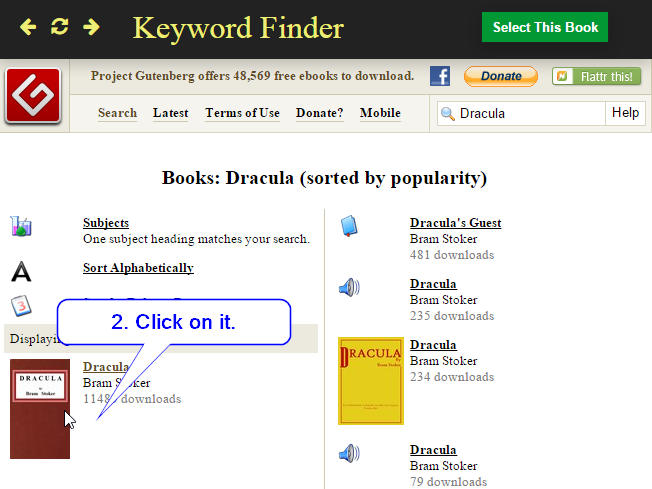 Keyword Finder
Select This Book
Project Gutenberg offers 48,569 free ebooks to download.
Donate
Flattr this!
Search Latest Terms of Use Donate? Mobile
Dracula
Help
Books: Dracula (sorted by popularity)
Subjects
One subject heading matches your search.
Sort Alphabetically
3
2. Click on it.
DRACULA
by
Bram Stoker
Dracula
Bram Stoker
downloads
Dracula's Guest
Bram Stoker
481 downloads
Dracula
Bram Stoker
235 downloads
DRACULA
by
Bram Stoker
Dracula
Bram Stoker
234 downloads
Dracula
Bram Stoker
79 downloads